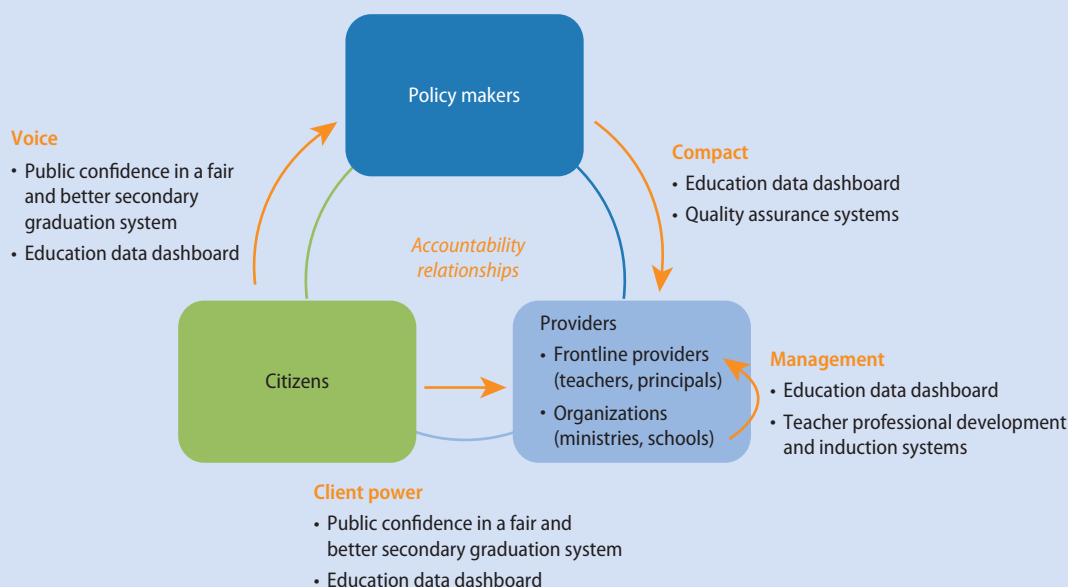 Policy makers
Voice
• Public confidence in a fair
and better secondary
graduation system
• Education data dashboard
Compact
• Education data dashboard
• Quality assurance systems
Accountability
relationships
Citizens
Providers
• Frontline providers
(teachers, principals)
• Organizations
(ministries, schools)
Management
• Education data dashboard
• Teacher professional development
and induction systems
Client power
• Public confidence in a fair and
better secondary graduation system
• Education data dashboard